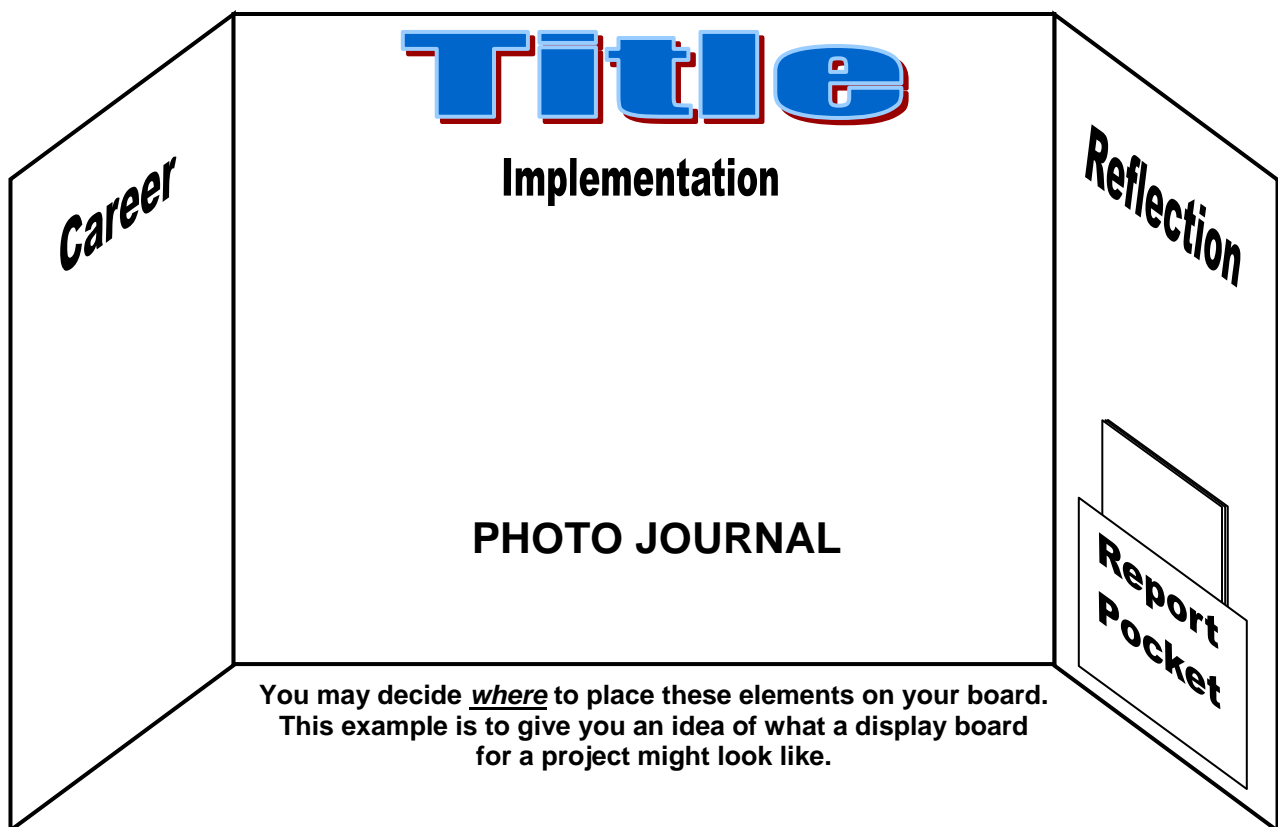 Title
Implementation
Career
Reflection
PHOTO JOURNAL
Report
Pocket
You may decide where to place these elements on your board.
This example is to give you an idea of what a display board
for a project might look like.